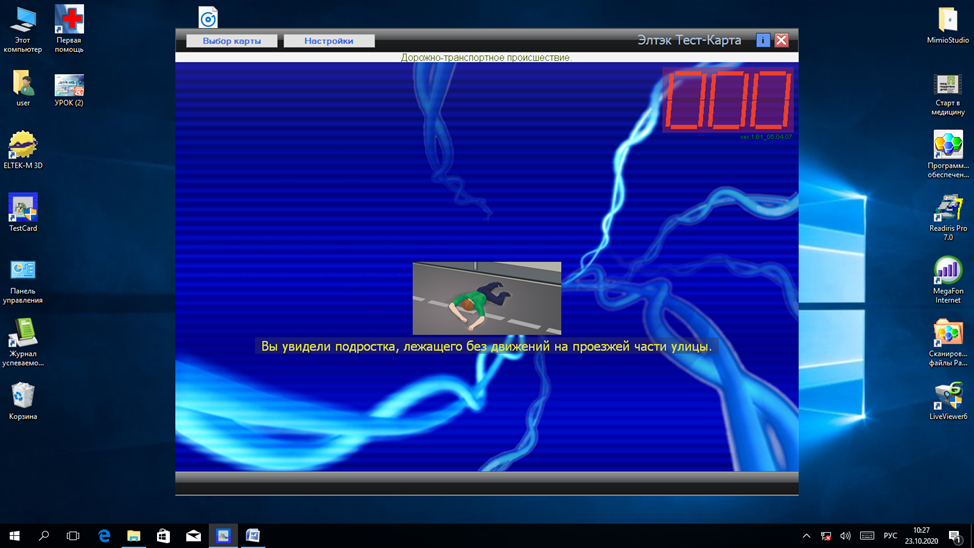 Этот
компьютер
Первая
помощь
user
УРОК (2)
ELTEK-M 3D
TestCard
Панель
управления
Журнал
успеваемо...
Корзина
Выбор карты
Настройки
Элтэк Тест-Карта
Дорожно-транспортное происшествие.
000
Вы увидели подростка, лежащего без движений на проезжей части улицы.
MimioStudio
Старт в
медицину
Программ...
обеспечен...
Readiris Pro
7.0
MegaFon
Internet
Сканиров...
файлы Pa...
LiveViewer6
РУС
10:27
23.10.2020